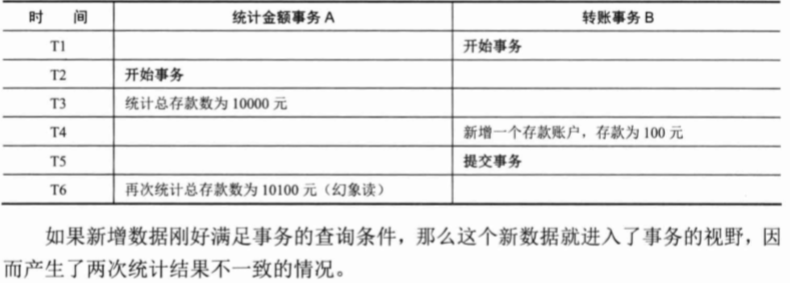 时 间 统计金额事务 A 转账事务 B
T1 开始事务
T2 开始事务
T3 统计总存款数为 10000 元
T4 新增一个存款账户，存款为 100 元
T5 提交事务
T6 再次统计总存款数为 10100 元（幻象读）
如果新增数据刚好满足事务的查询条件，那么这个新数据就进入了事务的视野，因
而产生了两次统计结果不一致的情况。